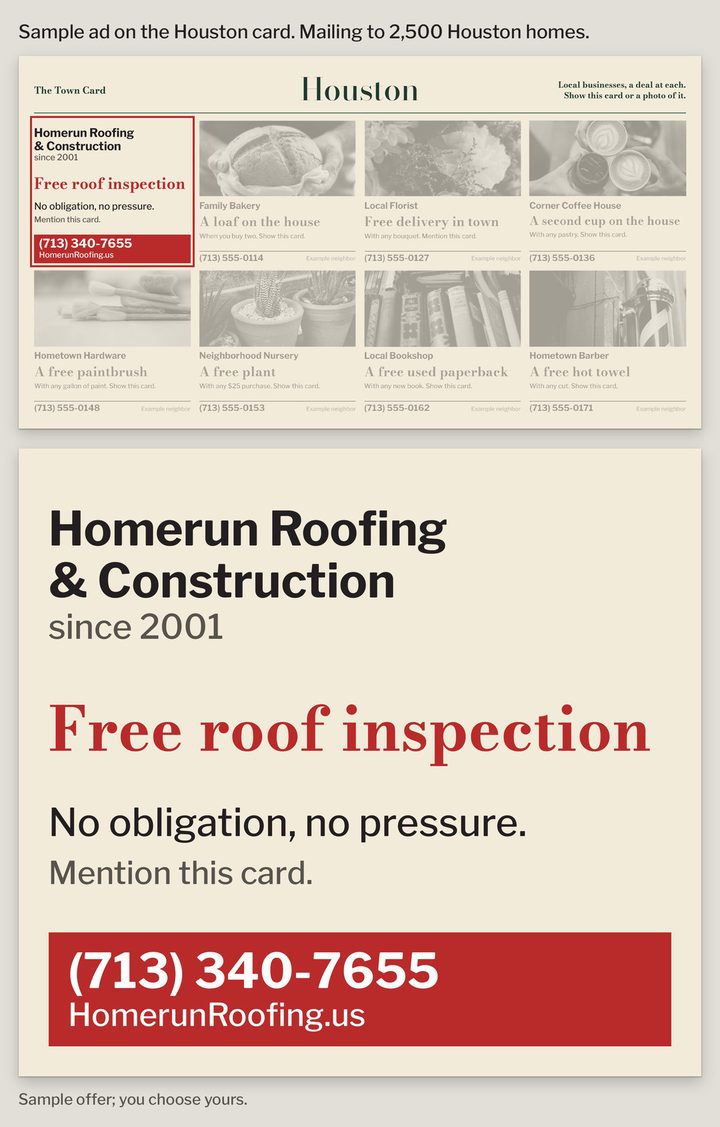 Sample ad on the Houston card. Mailing to 2,500 Houston homes.
The Town Card
Houston
Local businesses, a deal at each.
Show this card or a photo of it.
Homerun Roofing
& Construction
since 2001
Free roof inspection
No obligation, no pressure.
Mention this card.
(713) 340-7655
HomerunRoofing.us
Family Bakery
A loaf on the house
When you buy two. Show this card.
(713) 555-0114
Example neighbor
Local Florist
Free delivery in town
With any bouquet. Mention this card.
(713) 555-0127
Example neighbor
Corner Coffee House
A second cup on the house
With any pastry. Show this card.
(713) 555-0136
Example neighbor
Hometown Hardware
A free paintbrush
With any gallon of paint. Show this card.
(713) 555-0148
Example neighbor
Neighborhood Nursery
A free plant
With any $25 purchase. Show this card.
(713) 555-0153
Example neighbor
Local Bookshop
A free used paperback
With any new book. Show this card.
(713) 555-0162
Example neighbor
Hometown Barber
A free hot towel
With any cut. Show this card.
(713) 555-0171
Example neighbor
Homerun Roofing
& Construction
since 2001
Free roof inspection
No obligation, no pressure.
Mention this card.
(713) 340-7655
HomerunRoofing.us
Sample offer; you choose yours.